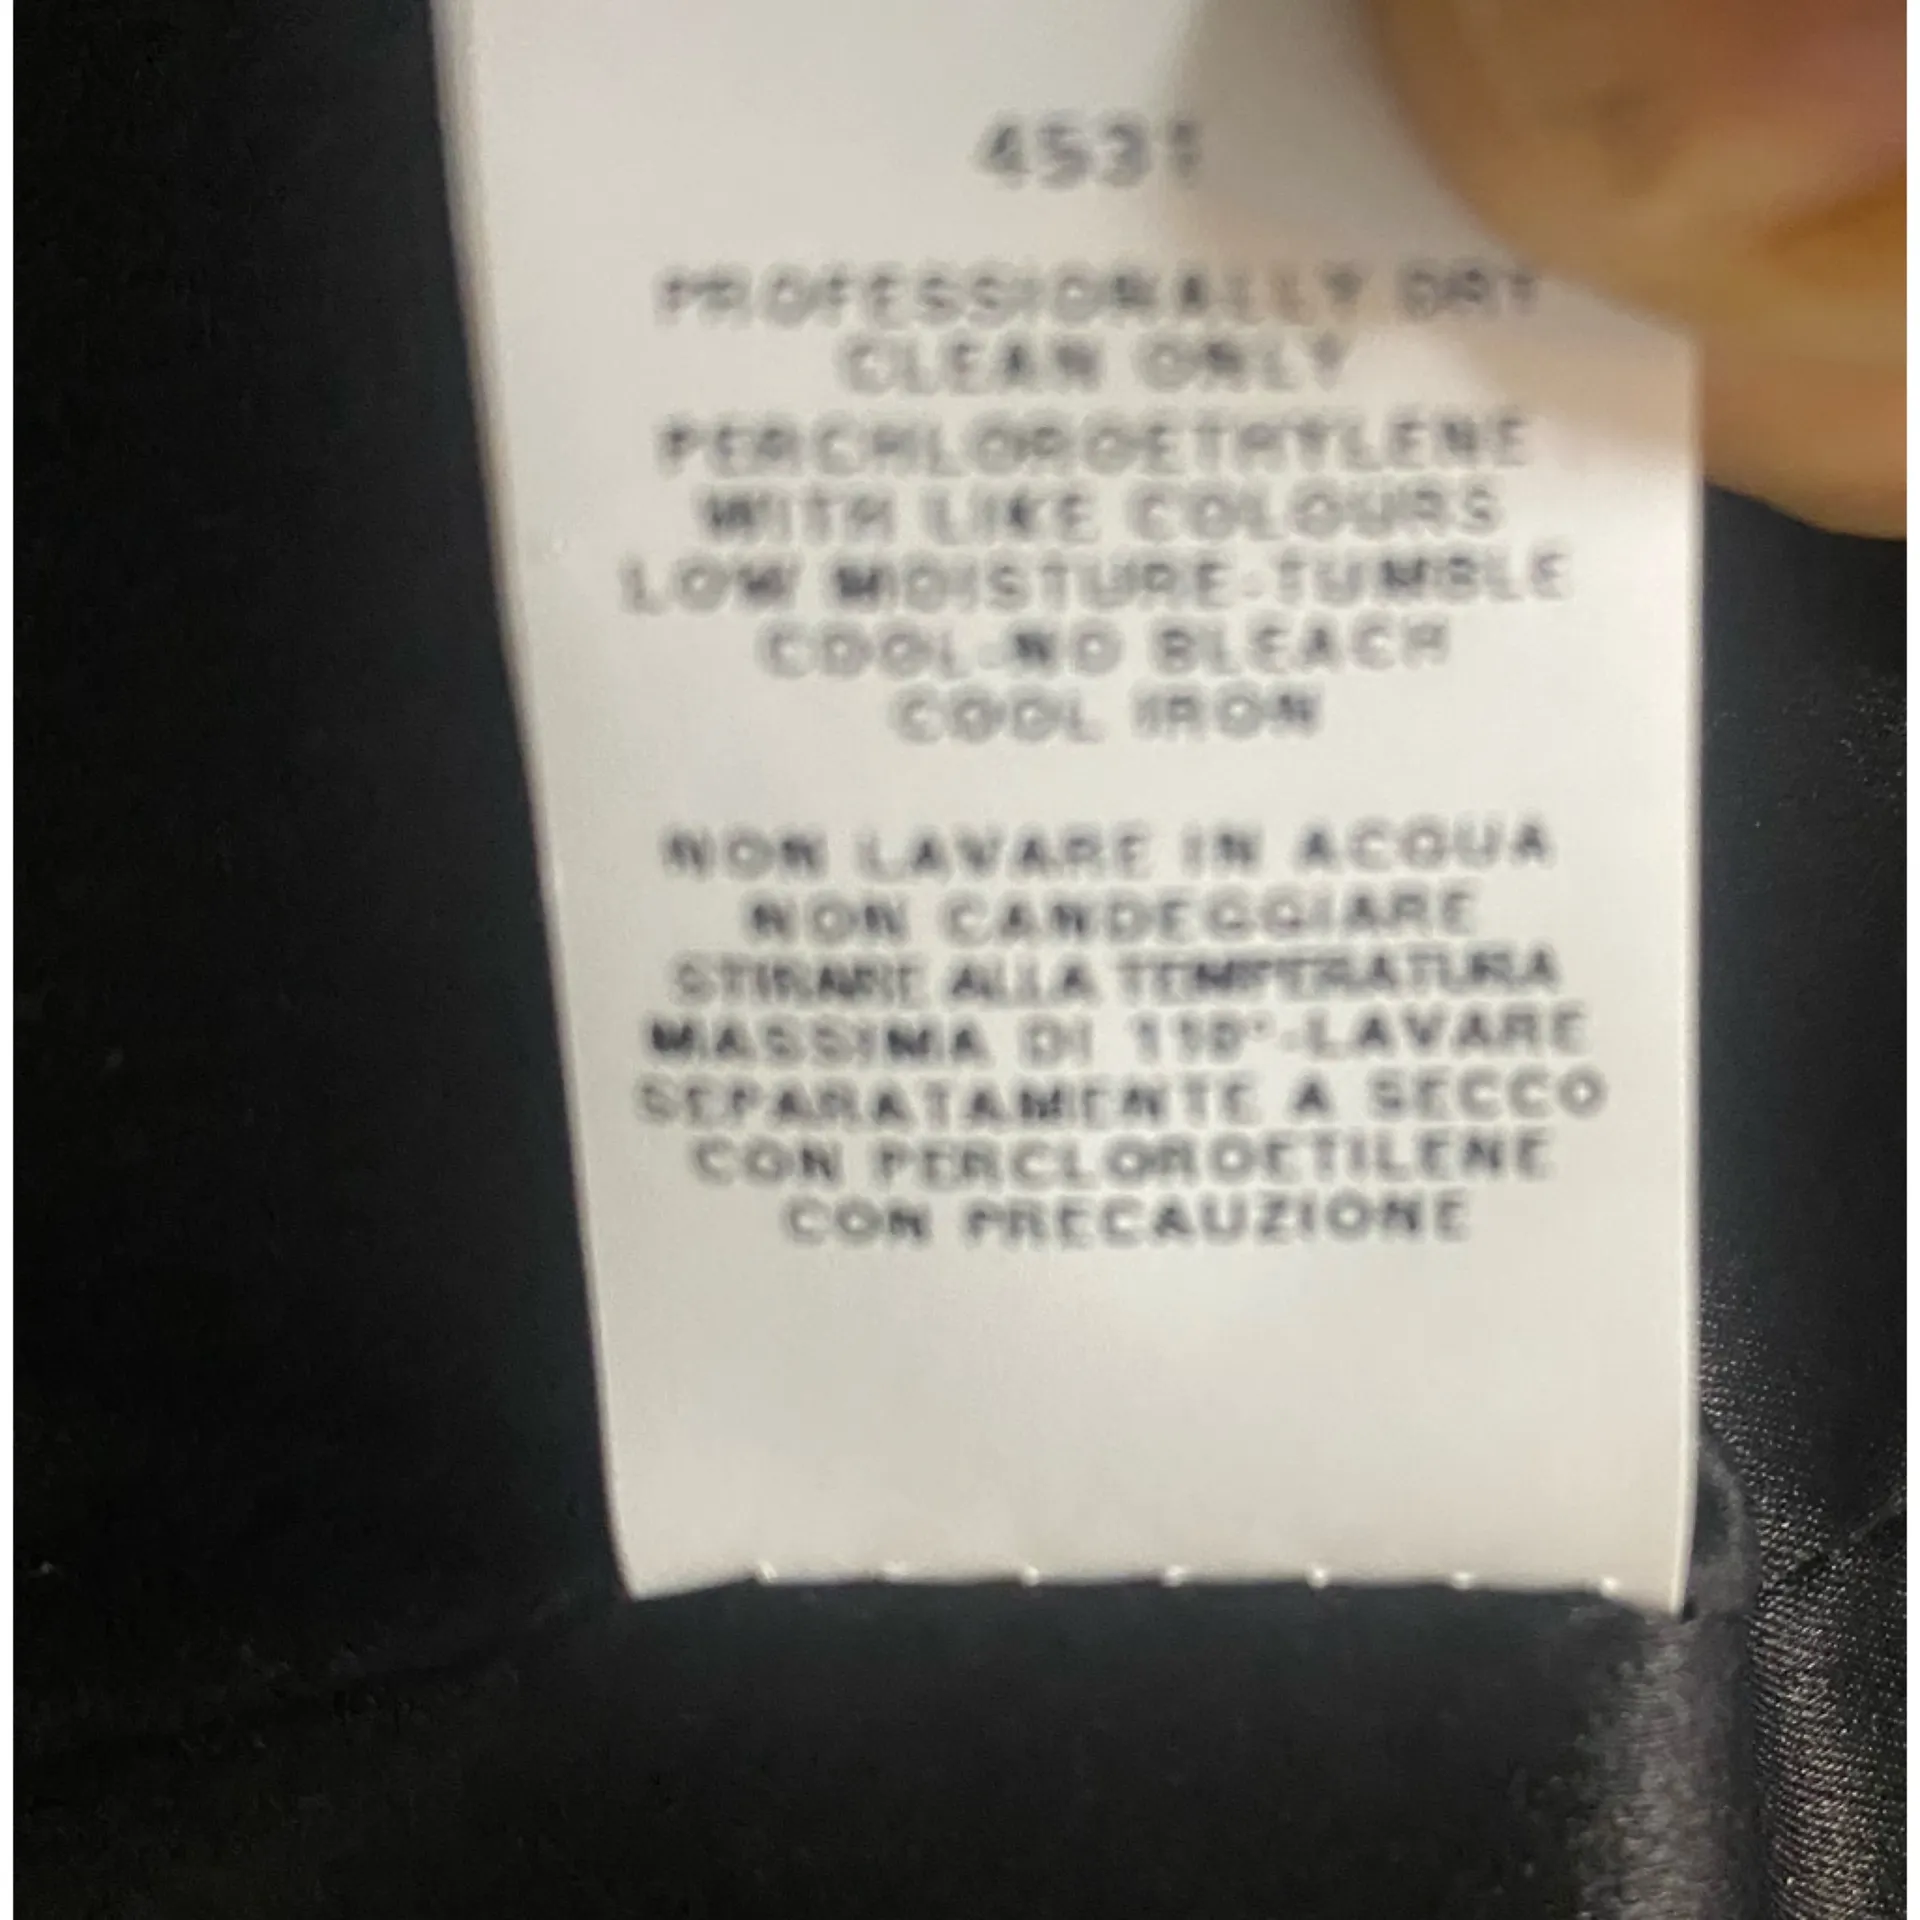 4531
PROFESSIONALLY DRY
CLEAN ONLY
PERCHLOROETHYLENE
WITH LIKE COLOURS
LOW MOISTURE-TUMBLE
COOL-NO BLEACH
COOL IRON
NON LAVARE IN ACQUA
NON CANDEGGIARE
STIRARE ALLA TEMPERATURA
MASSIMA DI 110°-LAVARE
SEPARATAMENTE A SECCO
CON PERCLOROETILENE
CON PRECAUZIONE